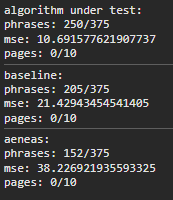 algorithm under test:
phrases: 250/375
mse: 10.691577621907737
pages: 0/10
baseline:
phrases: 205/375
mse: 21.42943454541405
pages: 0/10
aeneas:
phrases: 152/375
mse: 38.226921935593325
pages: 0/10